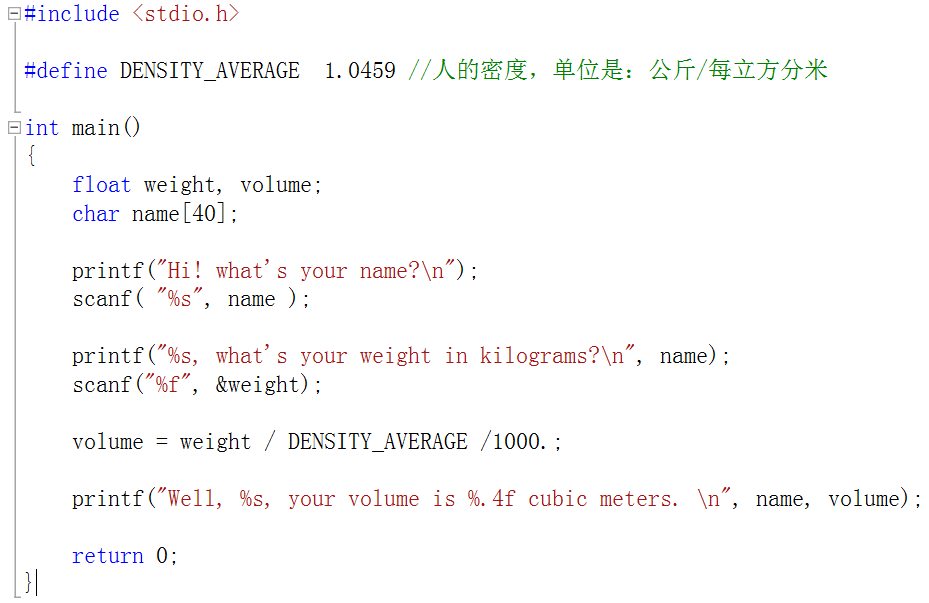 #include <stdio.h>
#define DENSITY_AVERAGE  1.0459 //人的密度，单位是：公斤/每立方分米
int main()
{
float weight, volume;
char name[40];
printf("Hi! what's your name?\n");
scanf( "%s", name );
printf("%s, what's your weight in kilograms?\n", name);
scanf("%f", &weight);
volume = weight / DENSITY_AVERAGE /1000.;
printf("Well, %s, your volume is %.4f cubic meters. \n", name, volume);
return 0;
}